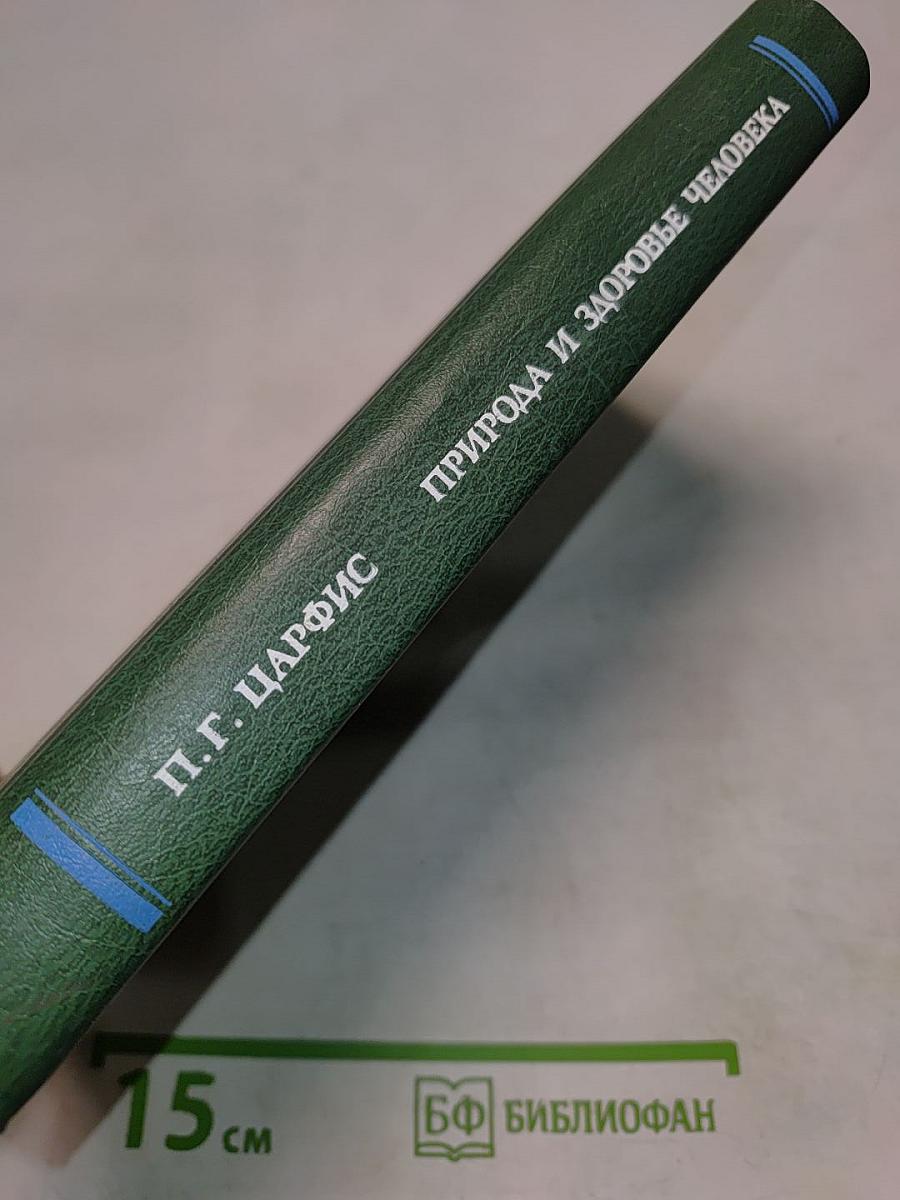 П.Г. ЦАРФИС ПРИРОДА И ЗДОРОВЬЕ ЧЕЛОВЕКА
15 см
БФ БИБЛИОФАН